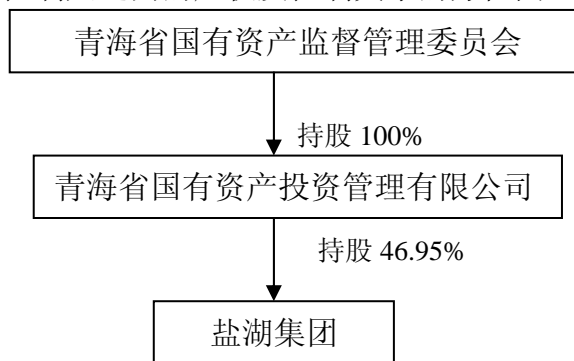 青海省国有资产监督管理委员会
持股 100%
青海省国有资产投资管理有限公司
持股 46.95%
盐湖集团